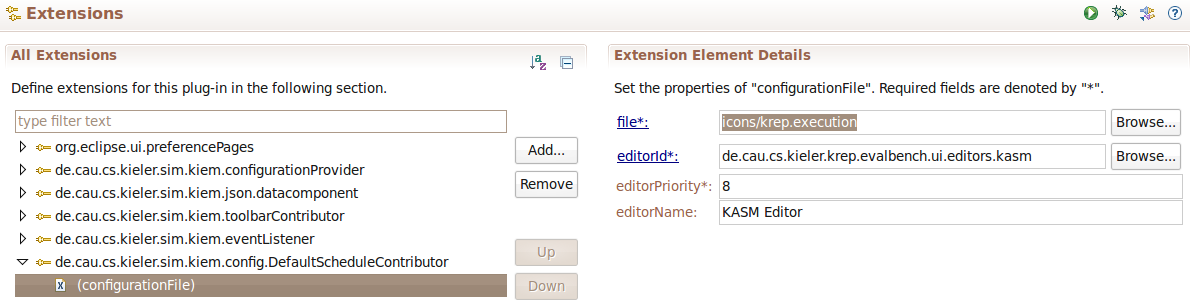 Extensions
All Extensions
Define extensions for this plug-in in the following section.
type filter text
org.eclipse.ui.preferencePages
de.cau.cs.kieler.sim.kiem.configurationProvider
de.cau.cs.kieler.sim.kiem.json.datacomponent
de.cau.cs.kieler.sim.kiem.toolbarContributor
de.cau.cs.kieler.sim.kiem.eventListener
de.cau.cs.kieler.sim.kiem.config.DefaultScheduleContributor
(configurationFile)
Add...
Remove
Up
Down
Extension Element Details
Set the properties of "configurationFile". Required fields are denoted by "*".
file*: icons/krep.execution Browse...
editorId*: de.cau.cs.kieler.krep.evalbench.ui.editors.kasm Browse...
editorPriority*: 8
editorName: KASM Editor